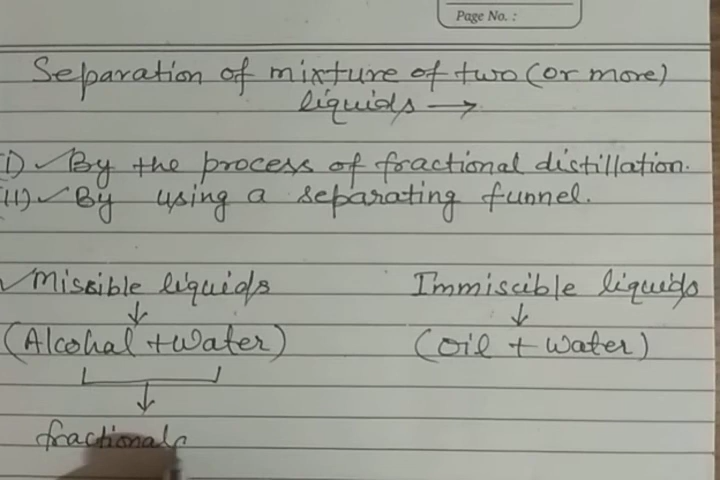 Page No. :
Separation of mixture of two (or more)
liquids →
(I) ✓ By the process of fractional distillation.
(II) ✓ By using a separating funnel.
✓ Missible liquids
Immiscible liquids
↓
↓
(Alcohal + Water)
(Oil + Water)
↓
fractional